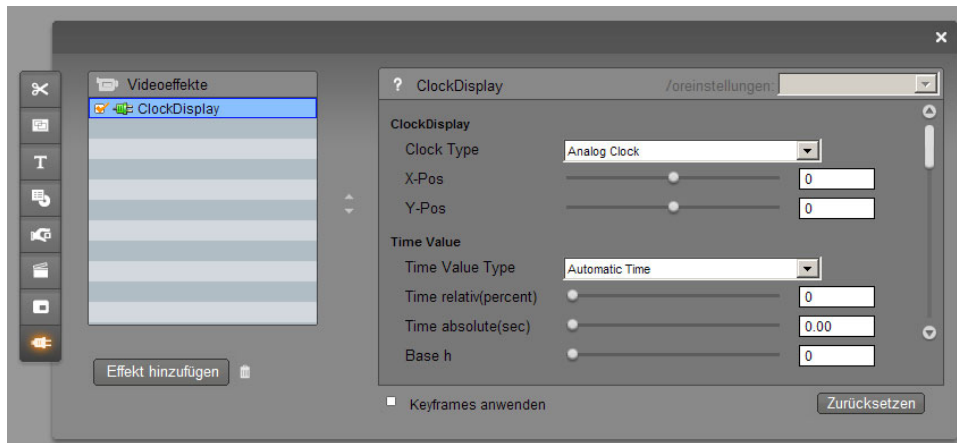 Videoeffekte
ClockDisplay
Effekt hinzufügen
? ClockDisplay /oreinstellungen:
ClockDisplay
Clock Type Analog Clock
X-Pos 0
Y-Pos 0
Time Value
Time Value Type Automatic Time
Time relativ(percent) 0
Time absolute(sec) 0.00
Base h 0
Keyframes anwenden Zurücksetzen
T